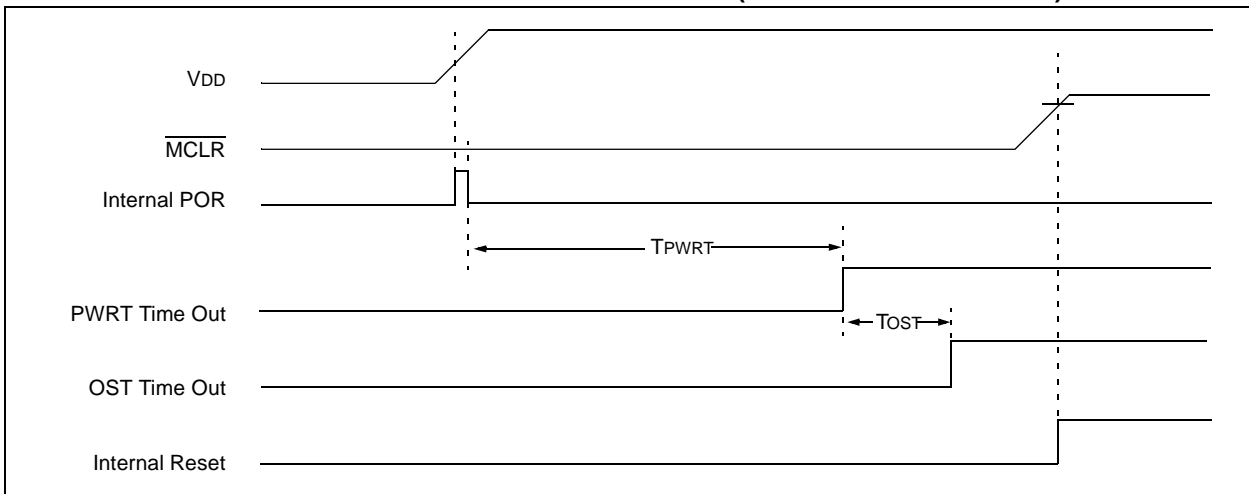 VDD
MCLR
Internal POR
TPWRT
PWRT Time Out
TOST
OST Time Out
Internal Reset